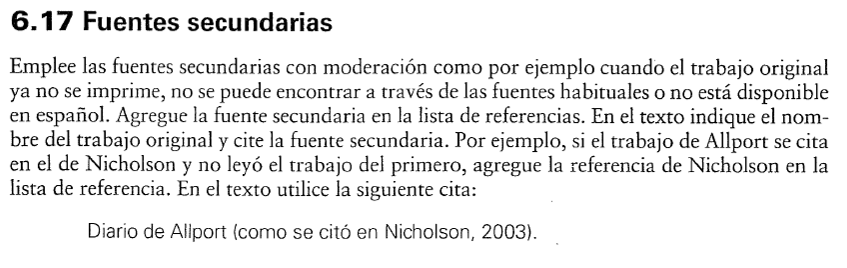 6.17 Fuentes secundarias
Emplee las fuentes secundarias con moderación como por ejemplo cuando el trabajo original
ya no se imprime, no se puede encontrar a través de las fuentes habituales o no está disponible
en español. Agregue la fuente secundaria en la lista de referencias. En el texto indique el nom-
bre del trabajo original y cite la fuente secundaria. Por ejemplo, si el trabajo de Allport se cita
en el de Nicholson y no leyó el trabajo del primero, agregue la referencia de Nicholson en la
lista de referencia. En el texto utilice la siguiente cita:
Diario de Allport (como se citó en Nicholson, 2003).